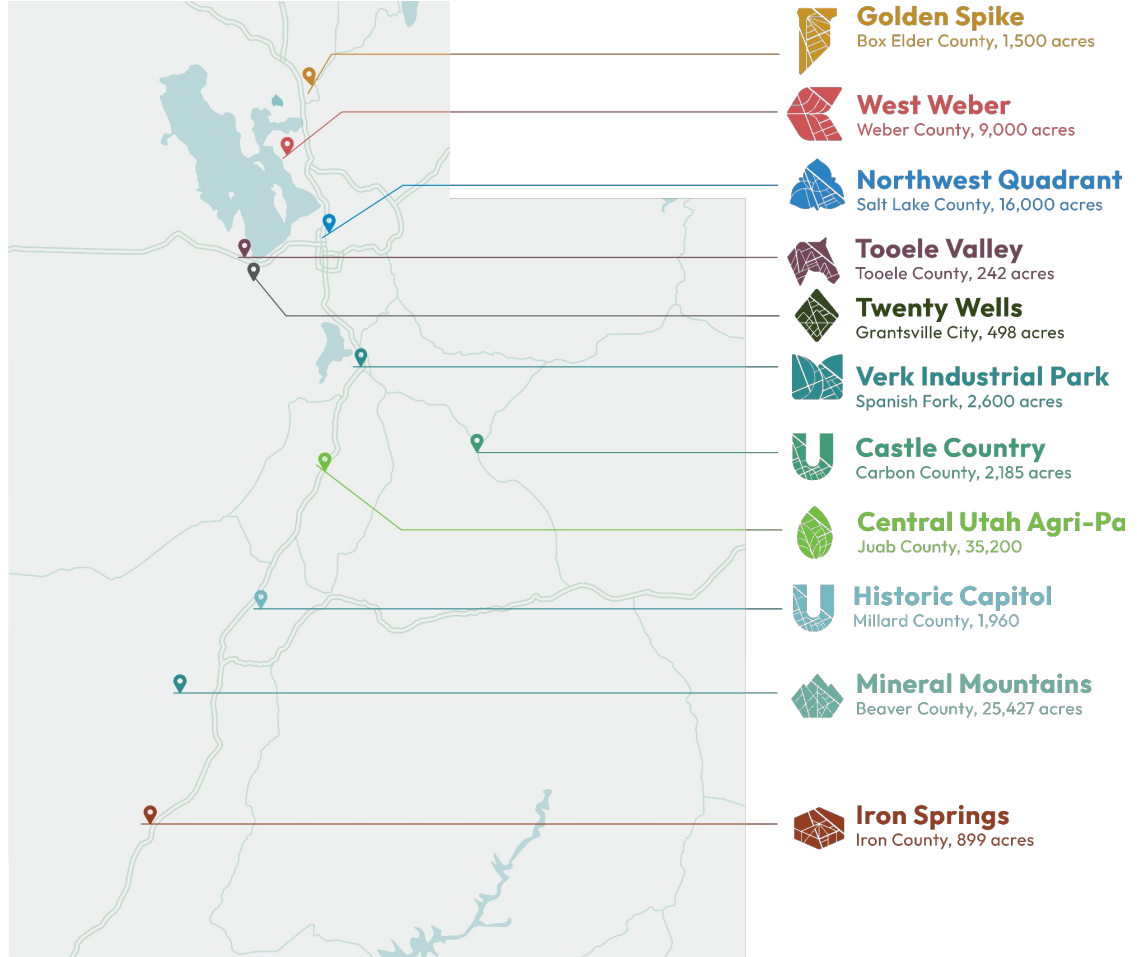 Golden Spike
Box Elder County, 1,500 acres
West Weber
Weber County, 9,000 acres
Northwest Quadrant
Salt Lake County, 16,000 acres
Tooele Valley
Tooele County, 242 acres
Twenty Wells
Grantsville City, 498 acres
Verk Industrial Park
Spanish Fork, 2,600 acres
Castle Country
Carbon County, 2,185 acres
Central Utah Agri-Pa
Juab County, 35,200
Historic Capitol
Millard County, 1,960
Mineral Mountains
Beaver County, 25,427 acres
Iron Springs
Iron County, 899 acres